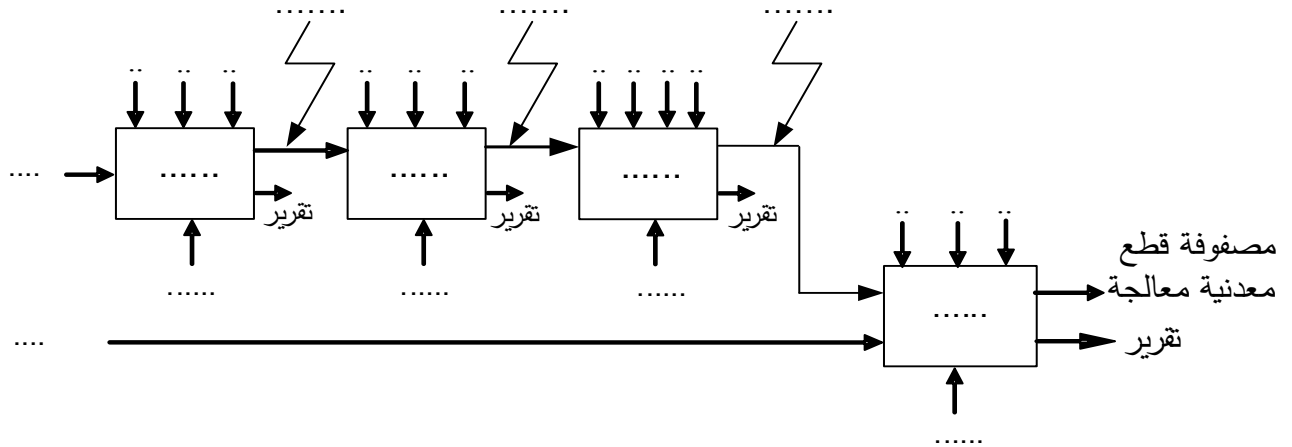 ....... ....... .......
.. .. .. .. .. .. .. .. .. ..
.... ...... ...... ......
تقرير تقرير تقرير
.. .. ..
مصفوفة قطع
...... ...... ......
معدنية معالجة
......
.... تقرير
......